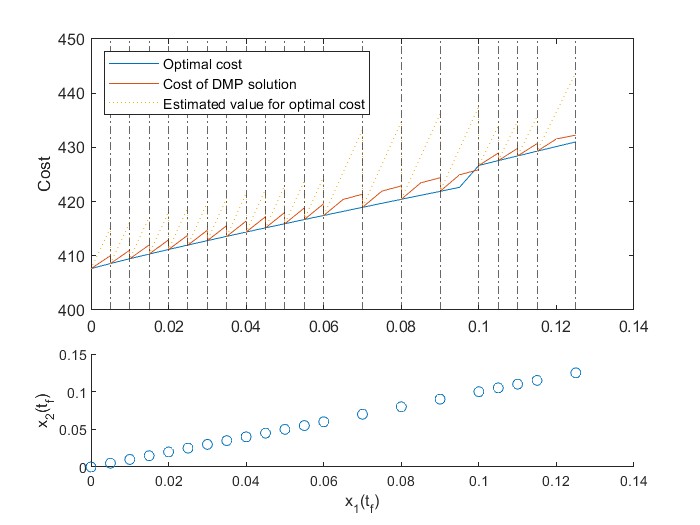 450
440
430
420
410
400
Cost
Optimal cost
Cost of DMP solution
Estimated value for optimal cost
0 0.02 0.04 0.06 0.08 0.1 0.12 0.14
0.15
0.1
0.05
0
x2(tf)
0 0.02 0.04 0.06 0.08 0.1 0.12 0.14
x1(tf)